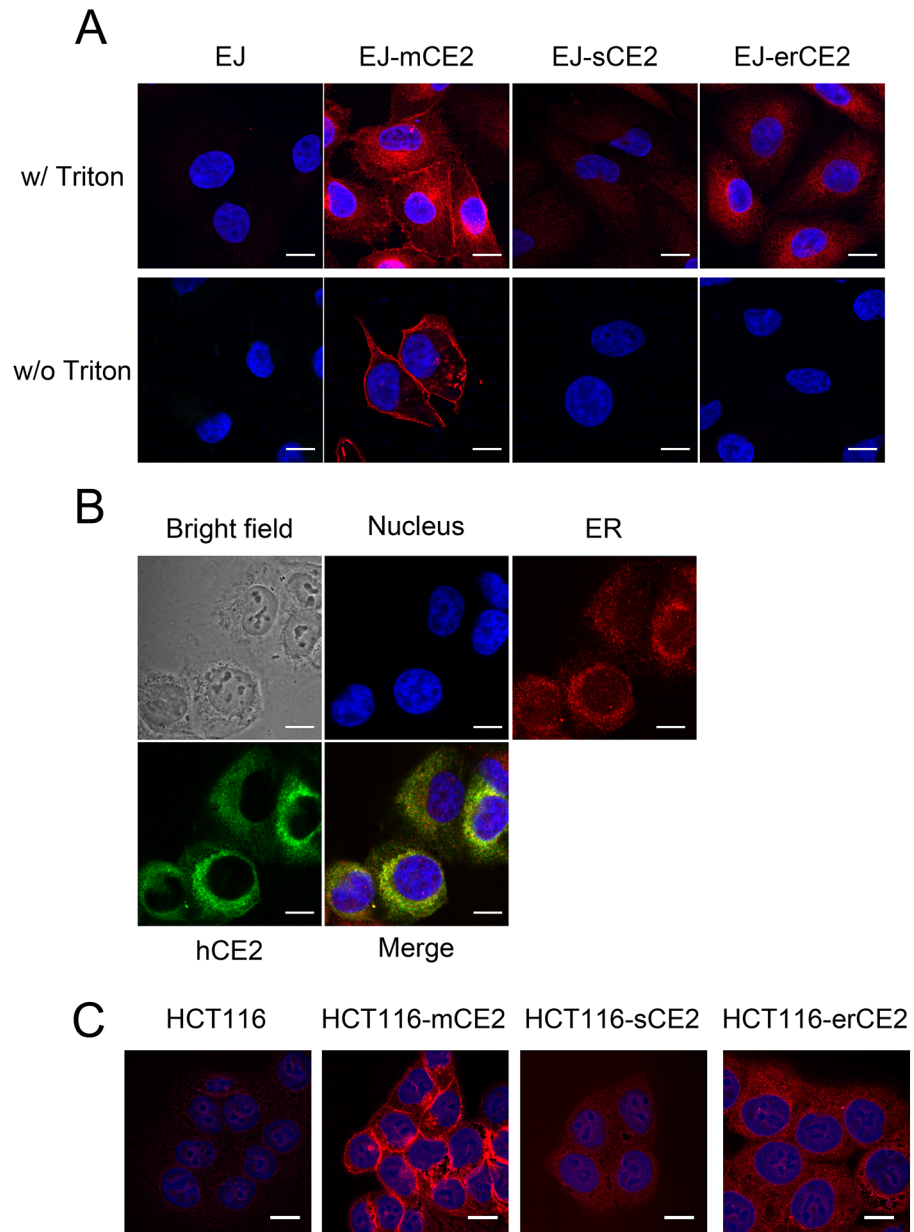 A
EJ
EJ-mCE2
EJ-sCE2
EJ-erCE2
w/ Triton
w/o Triton
B
Bright field
Nucleus
ER
hCE2
Merge
C
HCT116
HCT116-mCE2
HCT116-sCE2
HCT116-erCE2